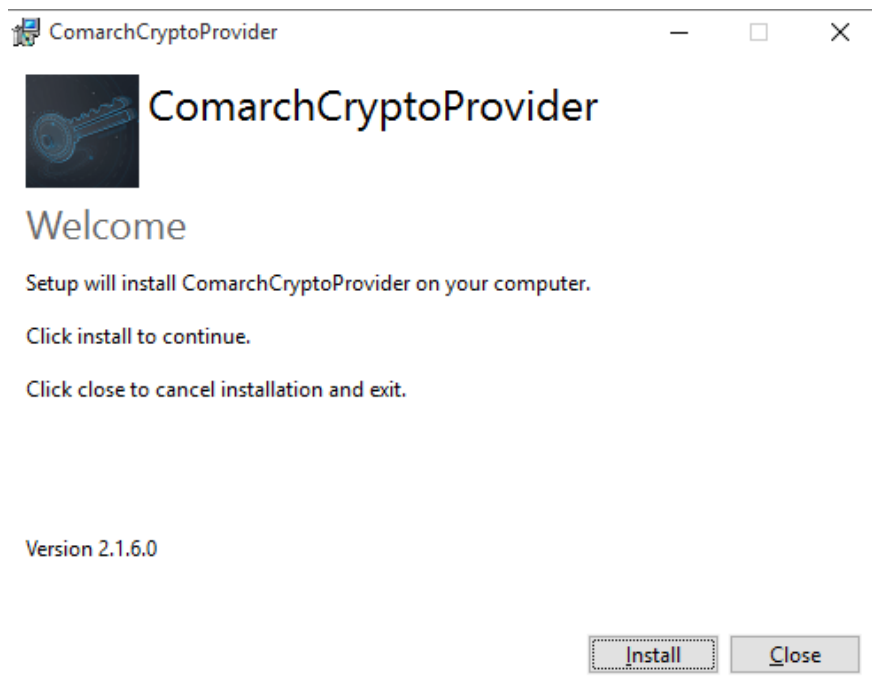 ComarchCryptoProvider
ComarchCryptoProvider
Welcome
Setup will install ComarchCryptoProvider on your computer.
Click install to continue.
Click close to cancel installation and exit.
Version 2.1.6.0
Install Close